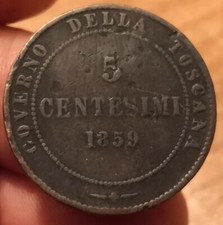 GOVERNO DELLA TOSCANA
5
CENTESIMI
1859